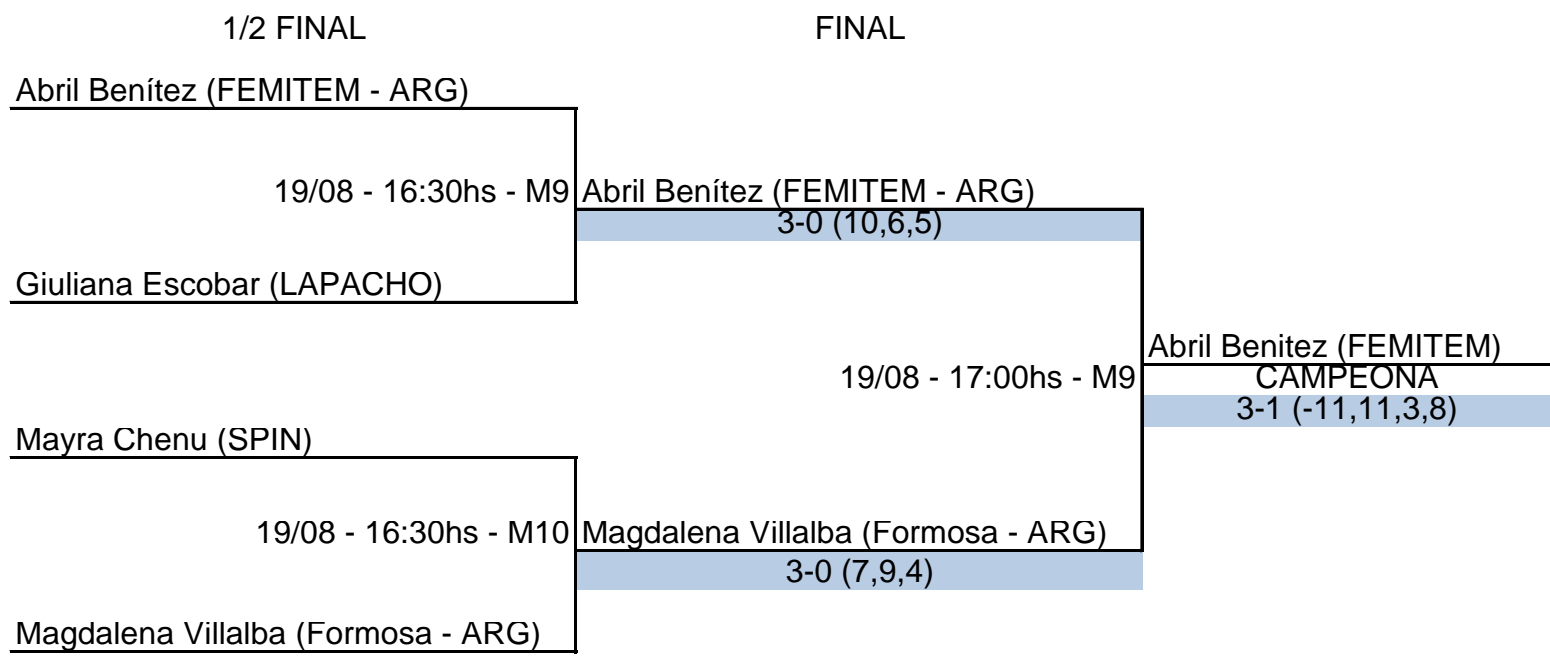 1/2 FINAL
FINAL
Abril Benítez (FEMITEM - ARG)
19/08 - 16:30hs - M9
Abril Benítez (FEMITEM - ARG)
3-0 (10,6,5)
Giuliana Escobar (LAPACHO)
Abril Benitez (FEMITEM)
19/08 - 17:00hs - M9
CAMPEONA
3-1 (-11,11,3,8)
Mayra Chenu (SPIN)
19/08 - 16:30hs - M10
Magdalena Villalba (Formosa - ARG)
3-0 (7,9,4)
Magdalena Villalba (Formosa - ARG)